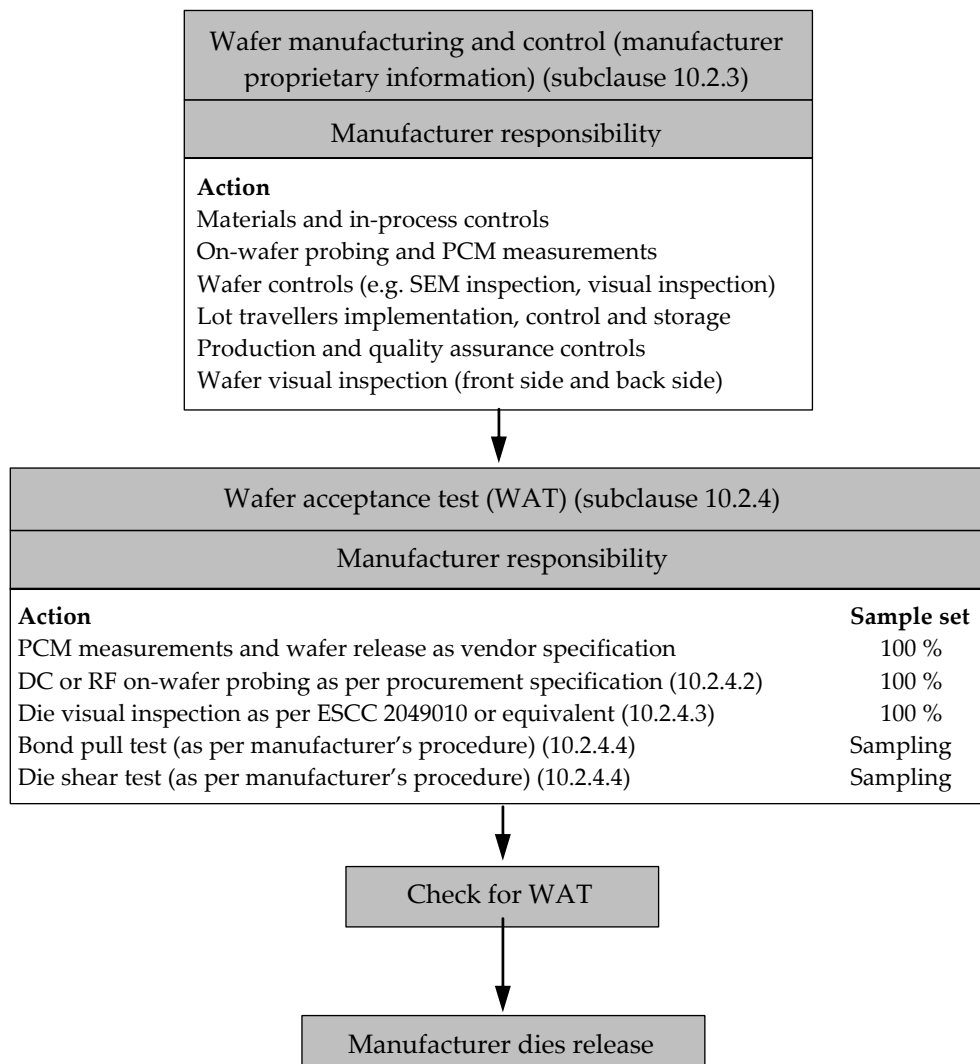 Wafer manufacturing and control (manufacturer
proprietary information) (subclause 10.2.3)
Manufacturer responsibility
Action
Materials and in-process controls
On-wafer probing and PCM measurements
Wafer controls (e.g. SEM inspection, visual inspection)
Lot travellers implementation, control and storage
Production and quality assurance controls
Wafer visual inspection (front side and back side)
Wafer acceptance test (WAT) (subclause 10.2.4)
Manufacturer responsibility
Action Sample set
PCM measurements and wafer release as vendor specification 100 %
DC or RF on-wafer probing as per procurement specification (10.2.4.2) 100 %
Die visual inspection as per ESCC 2049010 or equivalent (10.2.4.3) 100 %
Bond pull test (as per manufacturer’s procedure) (10.2.4.4) Sampling
Die shear test (as per manufacturer’s procedure) (10.2.4.4) Sampling
Check for WAT
Manufacturer dies release